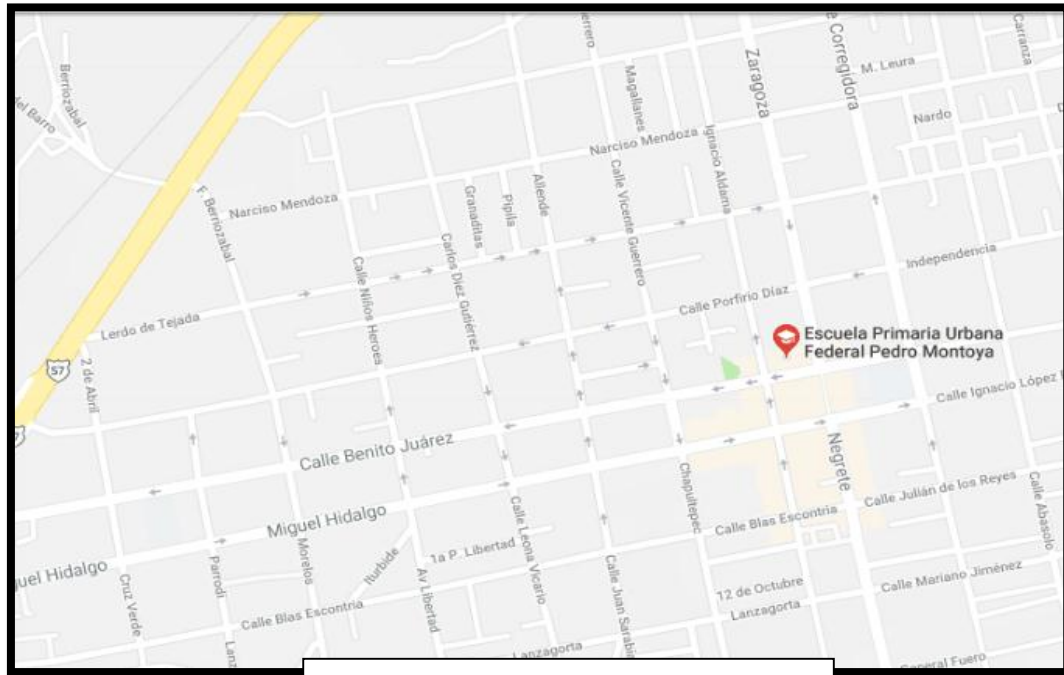 errero
Carranza
e Corregidora
Zaragoza
M. Leura
Berriozabal
Magallanes
Nardo
del Barro
Ignacio Aldama
Narciso Mendoza
Calle Vicente Guerrero
Allende
Pipila
Granaditas
F. Berriozabal
Narciso Mendoza
Carlos Diez Gutiérrez
Calle Niños Heroes
Independencia
Calle Porfirio Díaz
Lerdo de Tejada
Escuela Primaria Urbana
Federal Pedro Montoya
57
2 de Abril
Calle Ignacio López
Calle Benito Juárez
Negrete
Chapultepec
Calle Julián de los Reyes
Calle Abasolo
Miguel Hidalgo
Calle Leona Vicario
Calle Blas Escontria
1a P. Libertad
Iturbide
Morelos
Parrodi
guel Hidalgo
Av Libertad
Calle Juan Sarabia
Cruz Verde
12 de Octubre
Calle Mariano Jiménez
Calle Blas Escontria
Lanzagorta
Lanz
Lanzagorta
General Fuero